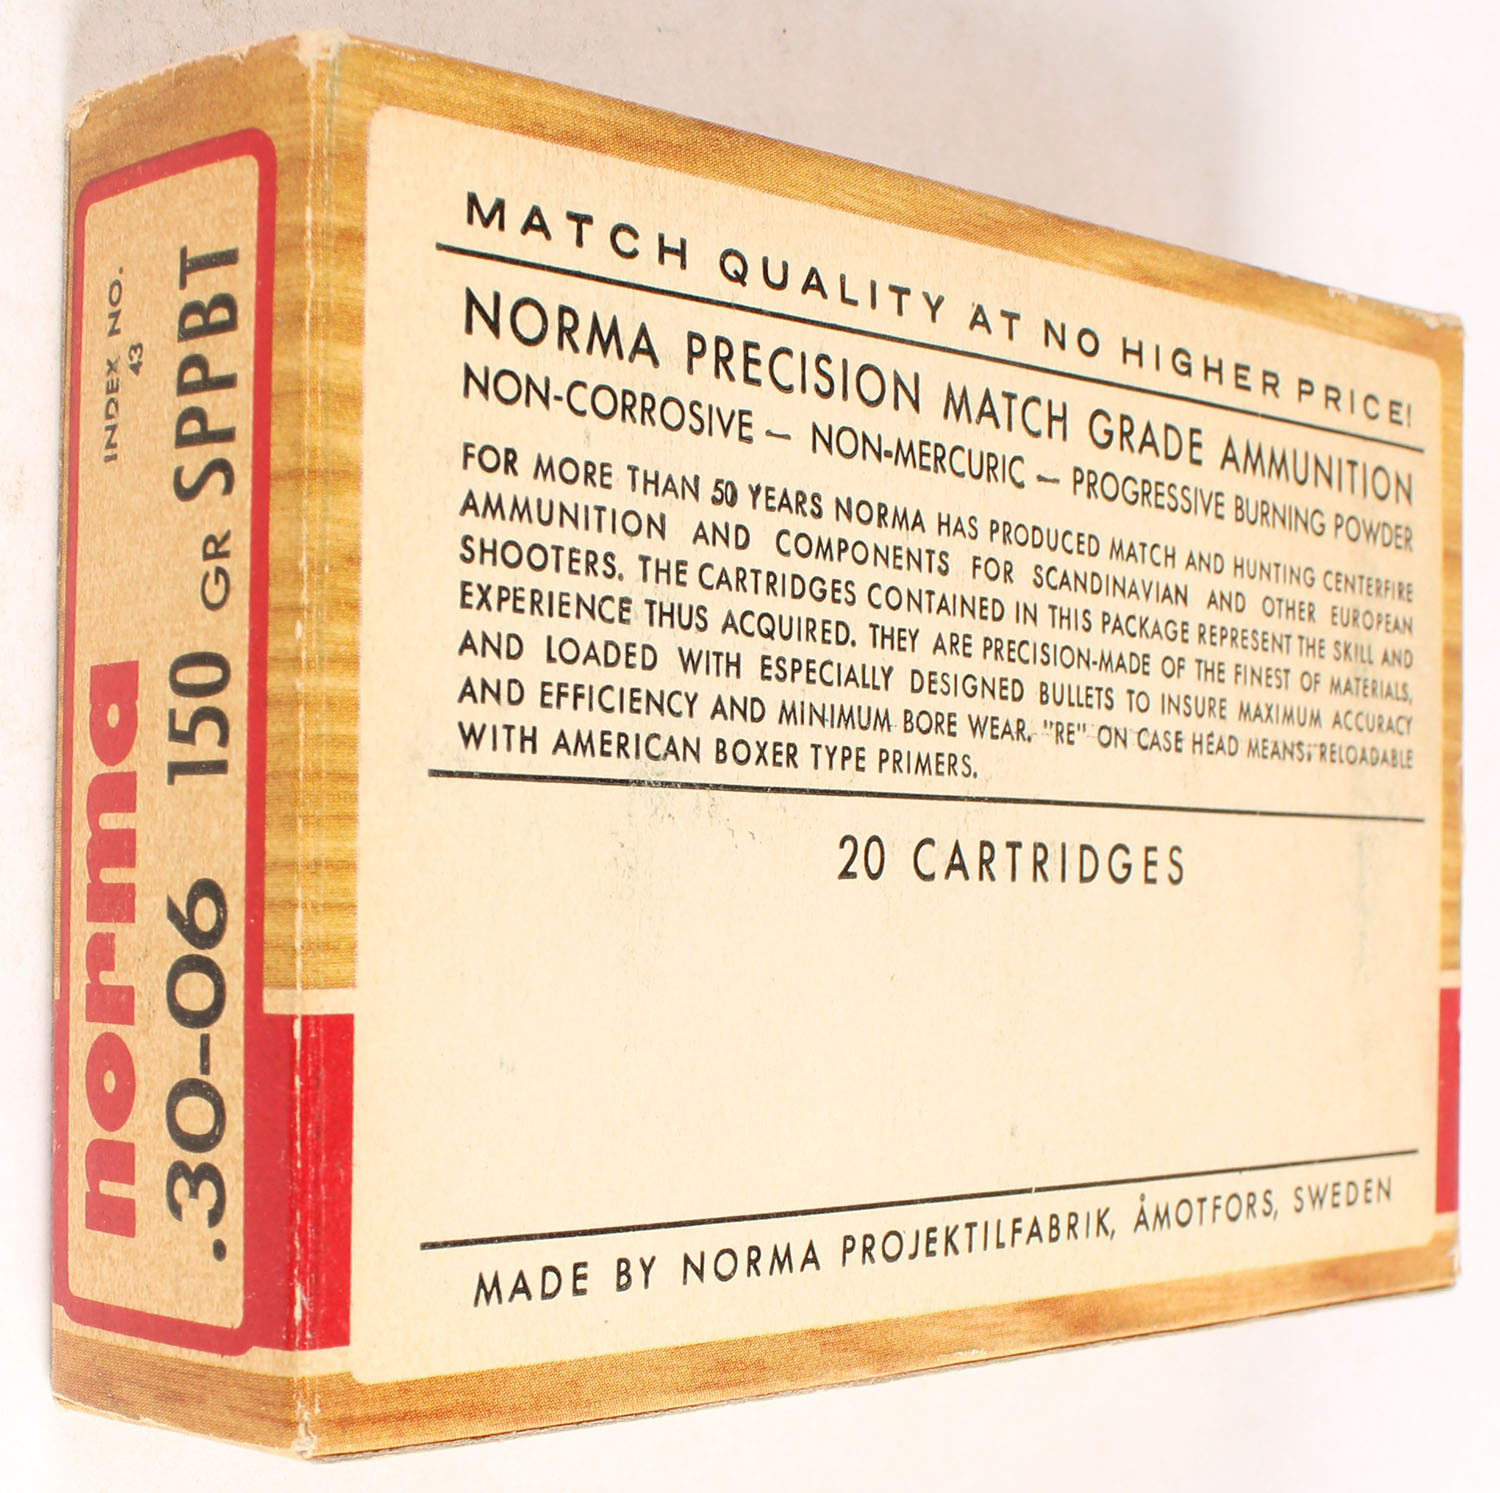 norma
INDEX NO.
43
.30-06 150 GR SPPBT
MATCH QUALITY AT NO HIGHER PRICE!
NORMA PRECISION MATCH GRADE AMMUNITION
NON-CORROSIVE — NON-MERCURIC — PROGRESSIVE BURNING POWDER
FOR MORE THAN 50 YEARS NORMA HAS PRODUCED MATCH AND HUNTING CENTERFIRE
AMMUNITION AND COMPONENTS FOR SCANDINAVIAN AND OTHER EUROPEAN
SHOOTERS. THE CARTRIDGES CONTAINED IN THIS PACKAGE REPRESENT THE SKILL AND
EXPERIENCE THUS ACQUIRED. THEY ARE PRECISION-MADE OF THE FINEST OF MATERIALS,
AND LOADED WITH ESPECIALLY DESIGNED BULLETS TO INSURE MAXIMUM ACCURACY
AND EFFICIENCY AND MINIMUM BORE WEAR. "RE" ON CASE HEAD MEANS: RELOADABLE
WITH AMERICAN BOXER TYPE PRIMERS.
20 CARTRIDGES
MADE BY NORMA PROJEKTILFABRIK, ÅMOTFORS, SWEDEN